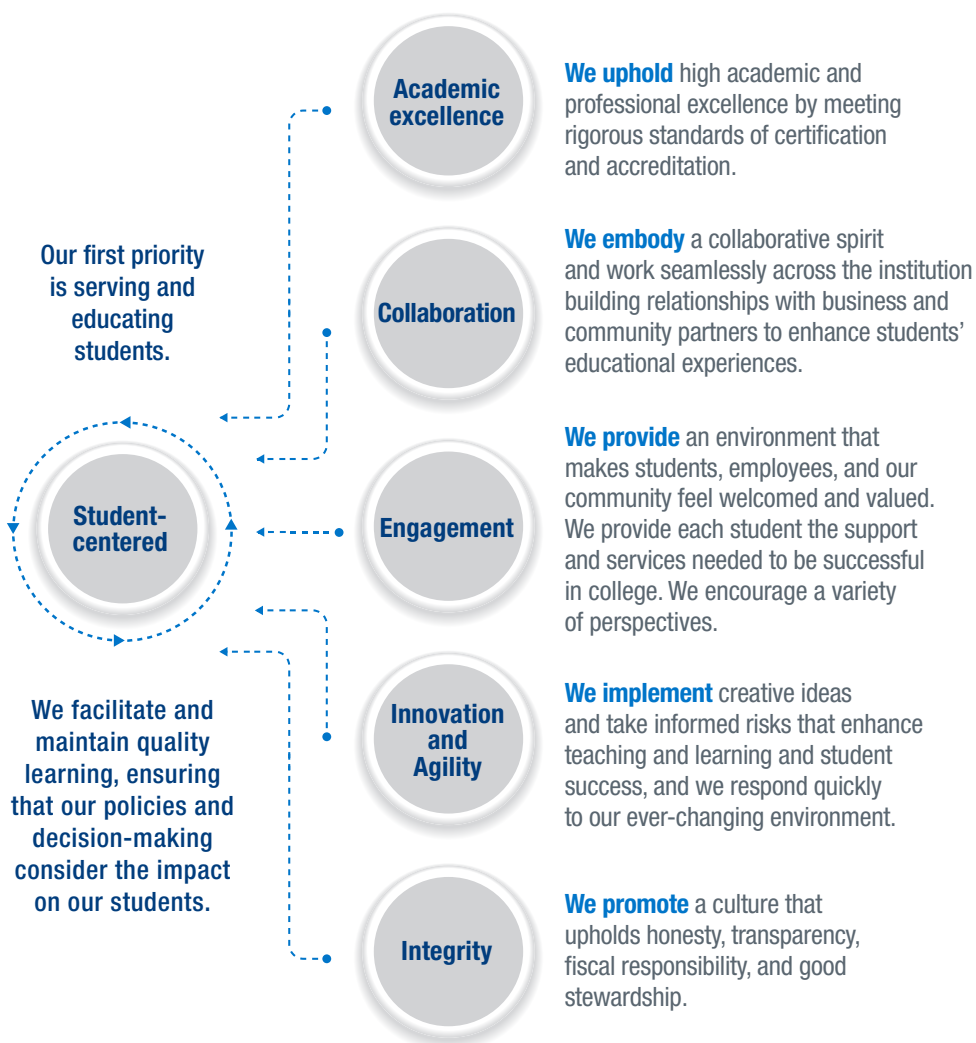 Our first priority
is serving and
educating
students.
Student-
centered
We facilitate and
maintain quality
learning, ensuring
that our policies and
decision-making
consider the impact
on our students.
Academic
excellence
We uphold high academic and
professional excellence by meeting
rigorous standards of certification
and accreditation.
Collaboration
We embody a collaborative spirit
and work seamlessly across the institution
building relationships with business and
community partners to enhance students’
educational experiences.
Engagement
We provide an environment that
makes students, employees, and our
community feel welcomed and valued.
We provide each student the support
and services needed to be successful
in college. We encourage a variety
of perspectives.
Innovation
and
Agility
We implement creative ideas
and take informed risks that enhance
teaching and learning and student
success, and we respond quickly
to our ever-changing environment.
Integrity
We promote a culture that
upholds honesty, transparency,
fiscal responsibility, and good
stewardship.